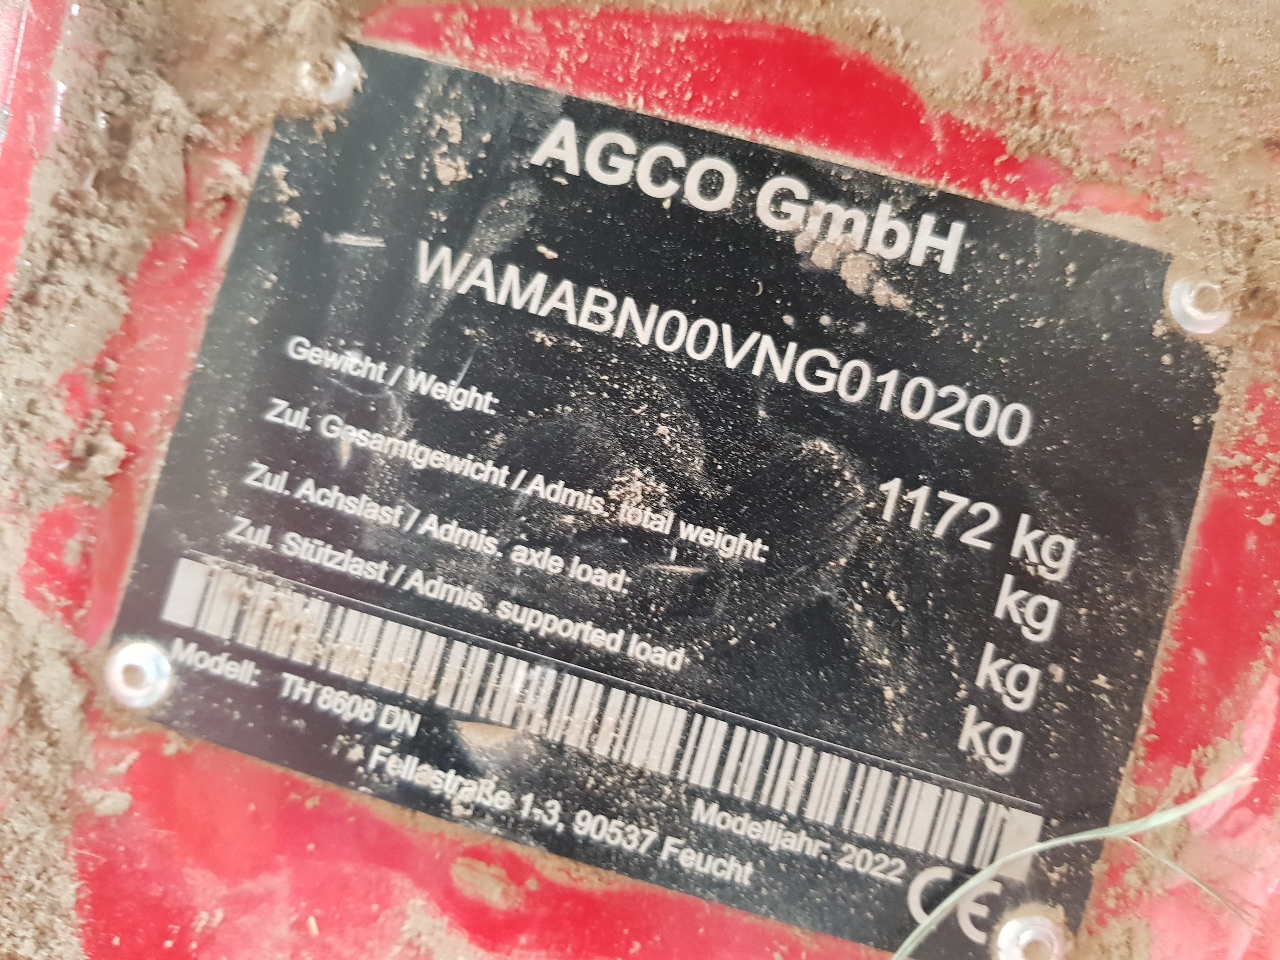 AGCO GmbH
WAMABN00VNG010200
Gewicht / Weight: 1172 kg
Zul. Gesamtgewicht / Admis. total weight: kg
Zul. Achslast / Admis. axle load: kg
Zul. Stützlast / Admis. supported load kg
Modell: TH 8608 DN Modelljahr: 2022
Fellastraße 1-3, 90537 Feucht CE